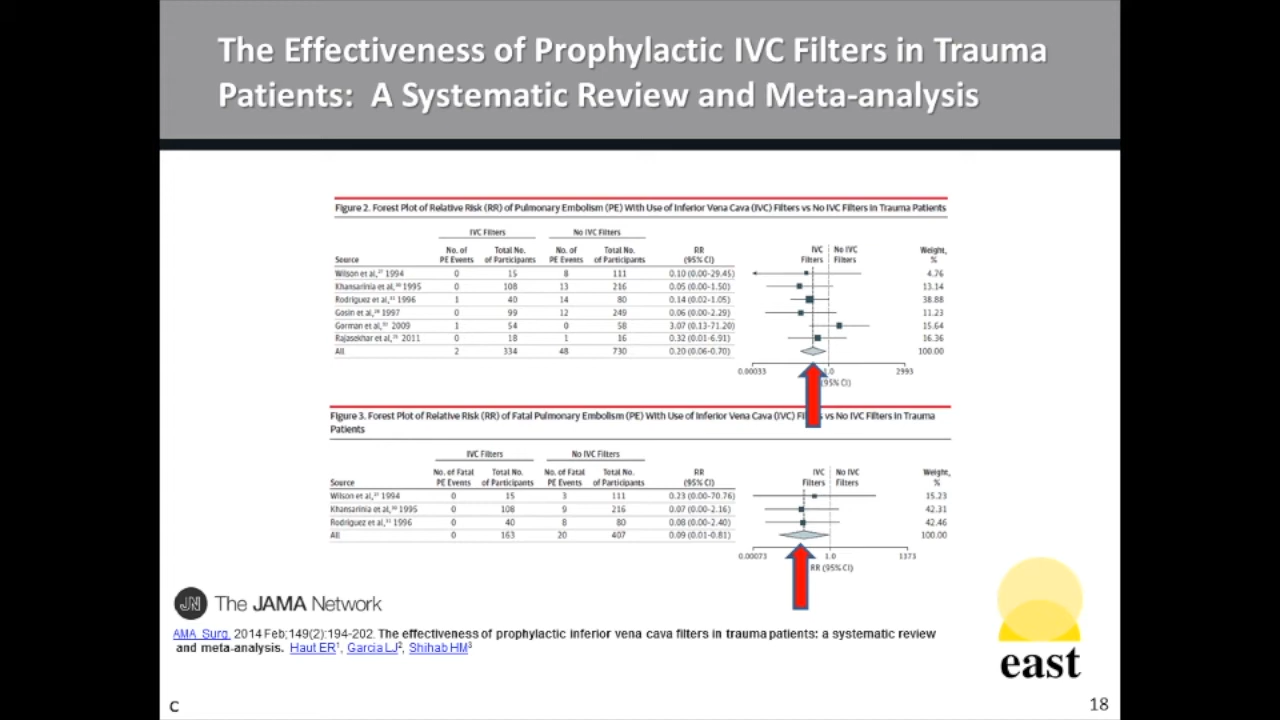 The Effectiveness of Prophylactic IVC Filters in Trauma
Patients: A Systematic Review and Meta-analysis
Figure 2. Forest Plot of Relative Risk (RR) of Pulmonary Embolism (PE) With Use of Inferior Vena Cava (IVC) Filters vs No IVC Filters in Trauma Patients
IVC Filters No IVC Filters
No. of Total No. No. of Total No. RR IVC No IVC Weight,
Source PE Events of Participants PE Events of Participants (95% CI) Filters Filters %
Wilson et al,27 1994 0 15 8 111 0.10 (0.00-29.45) 4.76
Khansarinia et al,30 1995 0 108 13 216 0.05 (0.00-1.50) 13.14
Rodriguez et al,31 1996 1 40 14 80 0.14 (0.02-1.05) 38.88
Gosin et al, 1997 0 99 12 249 0.06 (0.00-2.29) 11.23
Gorman et al, 2009 1 54 0 58 3.07 (0.13-71.20) 15.64
Rajasekhar et al, 2011 0 18 1 16 0.32 (0.01-6.91) 16.36
All 2 334 48 730 0.20 (0.06-0.70) 100.00
0.00033 1.0 2993
(95% CI)
Figure 3. Forest Plot of Relative Risk (RR) of Fatal Pulmonary Embolism (PE) With Use of Inferior Vena Cava (IVC) vs No IVC Filters in Trauma
Patients
IVC Filters No IVC Filters
No. of Fatal Total No. No. of Fatal Total No. RR IVC No IVC Weight,
Source PE Events of Participants PE Events of Participants (95% CI) Filters Filters %
Wilson et al,27 1994 0 15 3 111 0.23 (0.00-70.76) 15.23
Khansarinia et al,30 1995 0 108 9 216 0.07 (0.00-2.16) 42.31
Rodriguez et al,31 1996 0 40 8 80 0.08 (0.00-2.40) 42.46
All 0 163 20 407 0.09 (0.01-0.81) 100.00
0.00073 1.0 1373
RR (95% CI)
JN The JAMA Network
AMA Surg. 2014 Feb;149(2):194-202. The effectiveness of prophylactic inferior vena cava filters in trauma patients: a systematic review
and meta-analysis. Haut ER1, Garcia LJ2, Shihab HM3
east
c
18